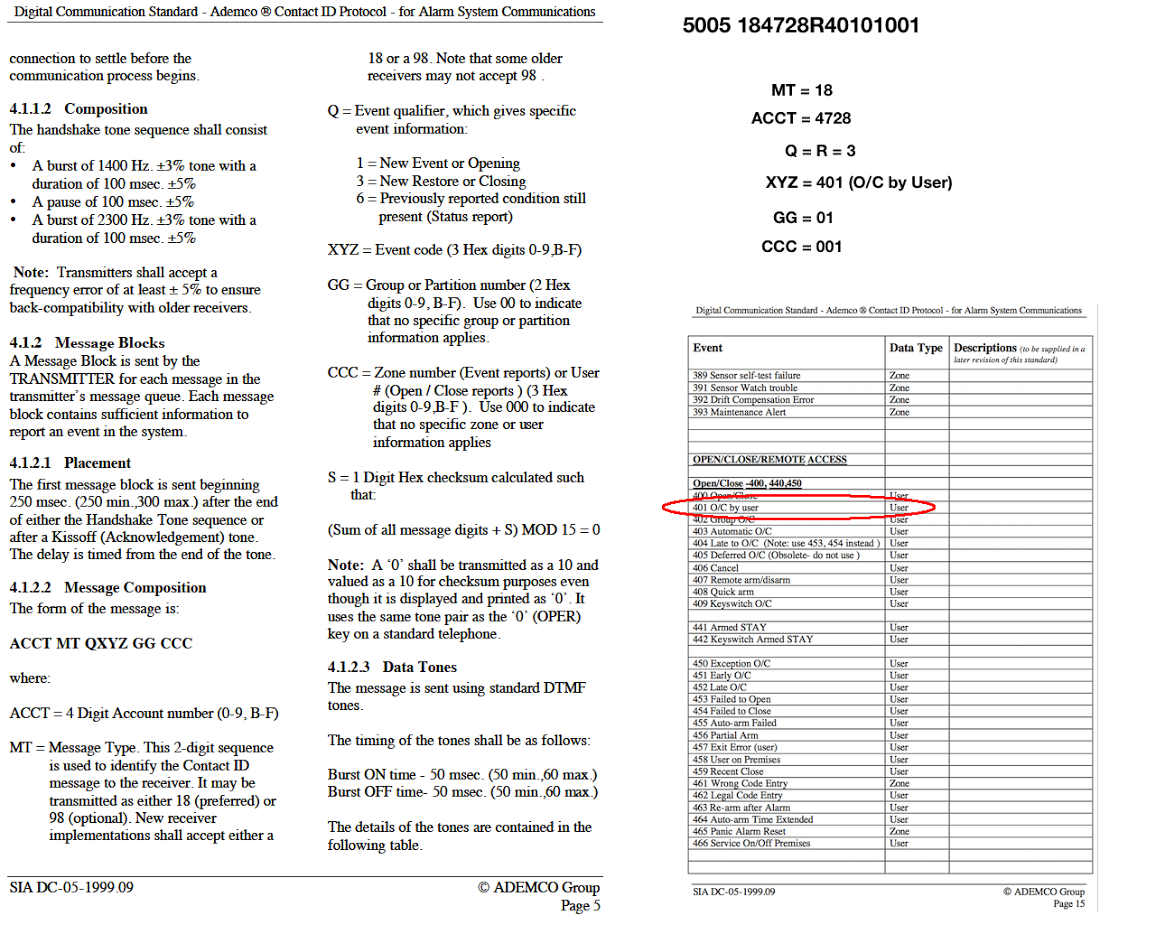 Digital Communication Standard - Ademco ® Contact ID Protocol - for Alarm System Communications
connection to settle before the
communication process begins.
4.1.1.2 Composition
The handshake tone sequence shall consist
of:
• A burst of 1400 Hz. ±3% tone with a
duration of 100 msec. ±5%
• A pause of 100 msec. ±5%
• A burst of 2300 Hz. ±3% tone with a
duration of 100 msec. ±5%
Note: Transmitters shall accept a
frequency error of at least ± 5% to ensure
back-compatibility with older receivers.
4.1.2 Message Blocks
A Message Block is sent by the
TRANSMITTER for each message in the
transmitter's message queue. Each message
block contains sufficient information to
report an event in the system.
4.1.2.1 Placement
The first message block is sent beginning
250 msec. (250 min.,300 max.) after the end
of either the Handshake Tone sequence or
after a Kissoff (Acknowledgement) tone.
The delay is timed from the end of the tone.
4.1.2.2 Message Composition
The form of the message is:
ACCT MT QXYZ GG CCC
where:
ACCT = 4 Digit Account number (0-9, B-F)
MT = Message Type. This 2-digit sequence
is used to identify the Contact ID
message to the receiver. It may be
transmitted as either 18 (preferred) or
98 (optional). New receiver
implementations shall accept either a
18 or a 98. Note that some older
receivers may not accept 98 .
Q = Event qualifier, which gives specific
event information:
1 = New Event or Opening
3 = New Restore or Closing
6 = Previously reported condition still
present (Status report)
XYZ = Event code (3 Hex digits 0-9,B-F)
GG = Group or Partition number (2 Hex
digits 0-9, B-F). Use 00 to indicate
that no specific group or partition
information applies.
CCC = Zone number (Event reports) or User
# (Open / Close reports ) (3 Hex
digits 0-9,B-F ). Use 000 to indicate
that no specific zone or user
information applies
S = 1 Digit Hex checksum calculated such
that:
(Sum of all message digits + S) MOD 15 = 0
Note: A '0' shall be transmitted as a 10 and
valued as a 10 for checksum purposes even
though it is displayed and printed as '0'. It
uses the same tone pair as the '0' (OPER)
key on a standard telephone.
4.1.2.3 Data Tones
The message is sent using standard DTMF
tones.
The timing of the tones shall be as follows:
Burst ON time - 50 msec. (50 min.,60 max.)
Burst OFF time- 50 msec. (50 min.,60 max.)
The details of the tones are contained in the
following table.
SIA DC-05-1999.09
© ADEMCO Group
Page 5
5005 184728R40101001
MT = 18
ACCT = 4728
Q = R = 3
XYZ = 401 (O/C by User)
GG = 01
CCC = 001
Digital Communication Standard - Ademco ® Contact ID Protocol - for Alarm System Communications
Event Data Type Descriptions (to be supplied in a
later revision of this standard)
389 Sensor self-test failure Zone
391 Sensor Watch trouble Zone
392 Drift Compensation Error Zone
393 Maintenance Alert Zone
OPEN/CLOSE/REMOTE ACCESS
Open/Close -400, 440,450
400 Open/Close User
401 O/C by user User
402 Group O/C User
403 Automatic O/C User
404 Late to O/C (Note: use 453, 454 instead ) User
405 Deferred O/C (Obsolete- do not use ) User
406 Cancel User
407 Remote arm/disarm User
408 Quick arm User
409 Keyswitch O/C User
441 Armed STAY User
442 Keyswitch Armed STAY User
450 Exception O/C User
451 Early O/C User
452 Late O/C User
453 Failed to Open User
454 Failed to Close User
455 Auto-arm Failed User
456 Partial Arm User
457 Exit Error (user) User
458 User on Premises User
459 Recent Close User
461 Wrong Code Entry Zone
462 Legal Code Entry User
463 Re-arm after Alarm User
464 Auto-arm Time Extended User
465 Panic Alarm Reset Zone
466 Service On/Off Premises User
SIA DC-05-1999.09
© ADEMCO Group
Page 15